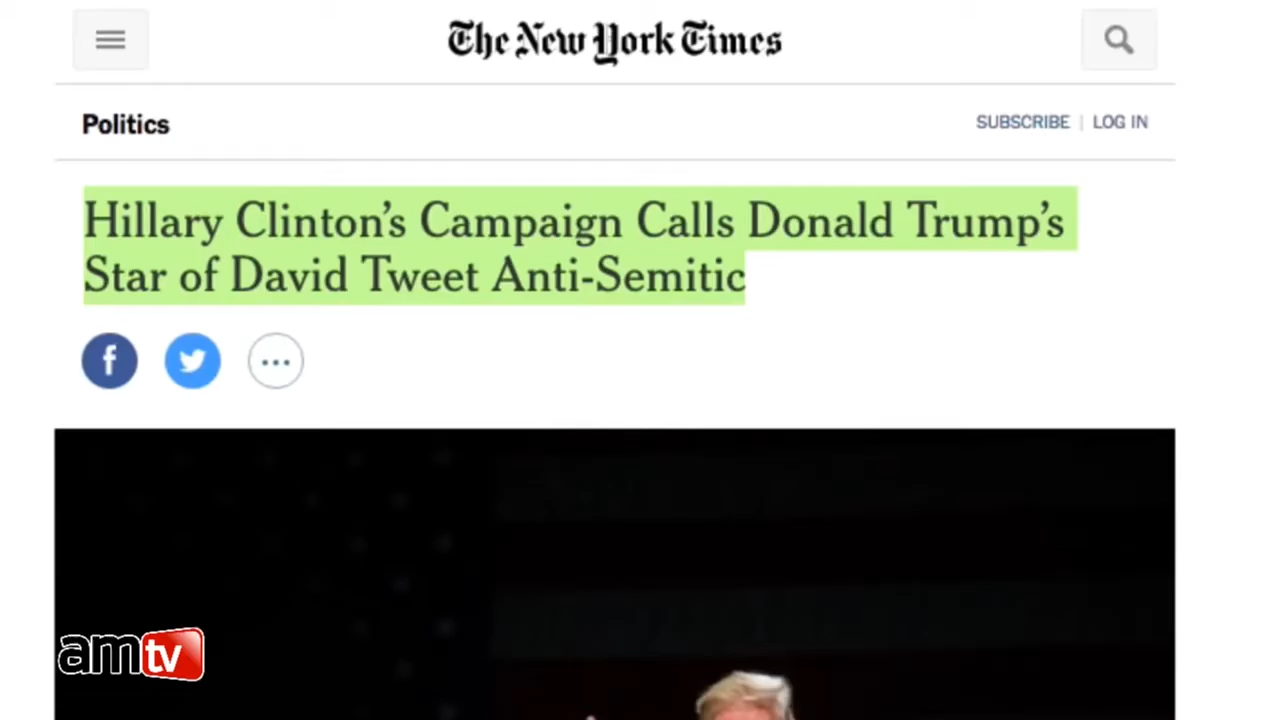 The New York Times
Politics
SUBSCRIBE | LOG IN
Hillary Clinton's Campaign Calls Donald Trump's
Star of David Tweet Anti-Semitic
amtv